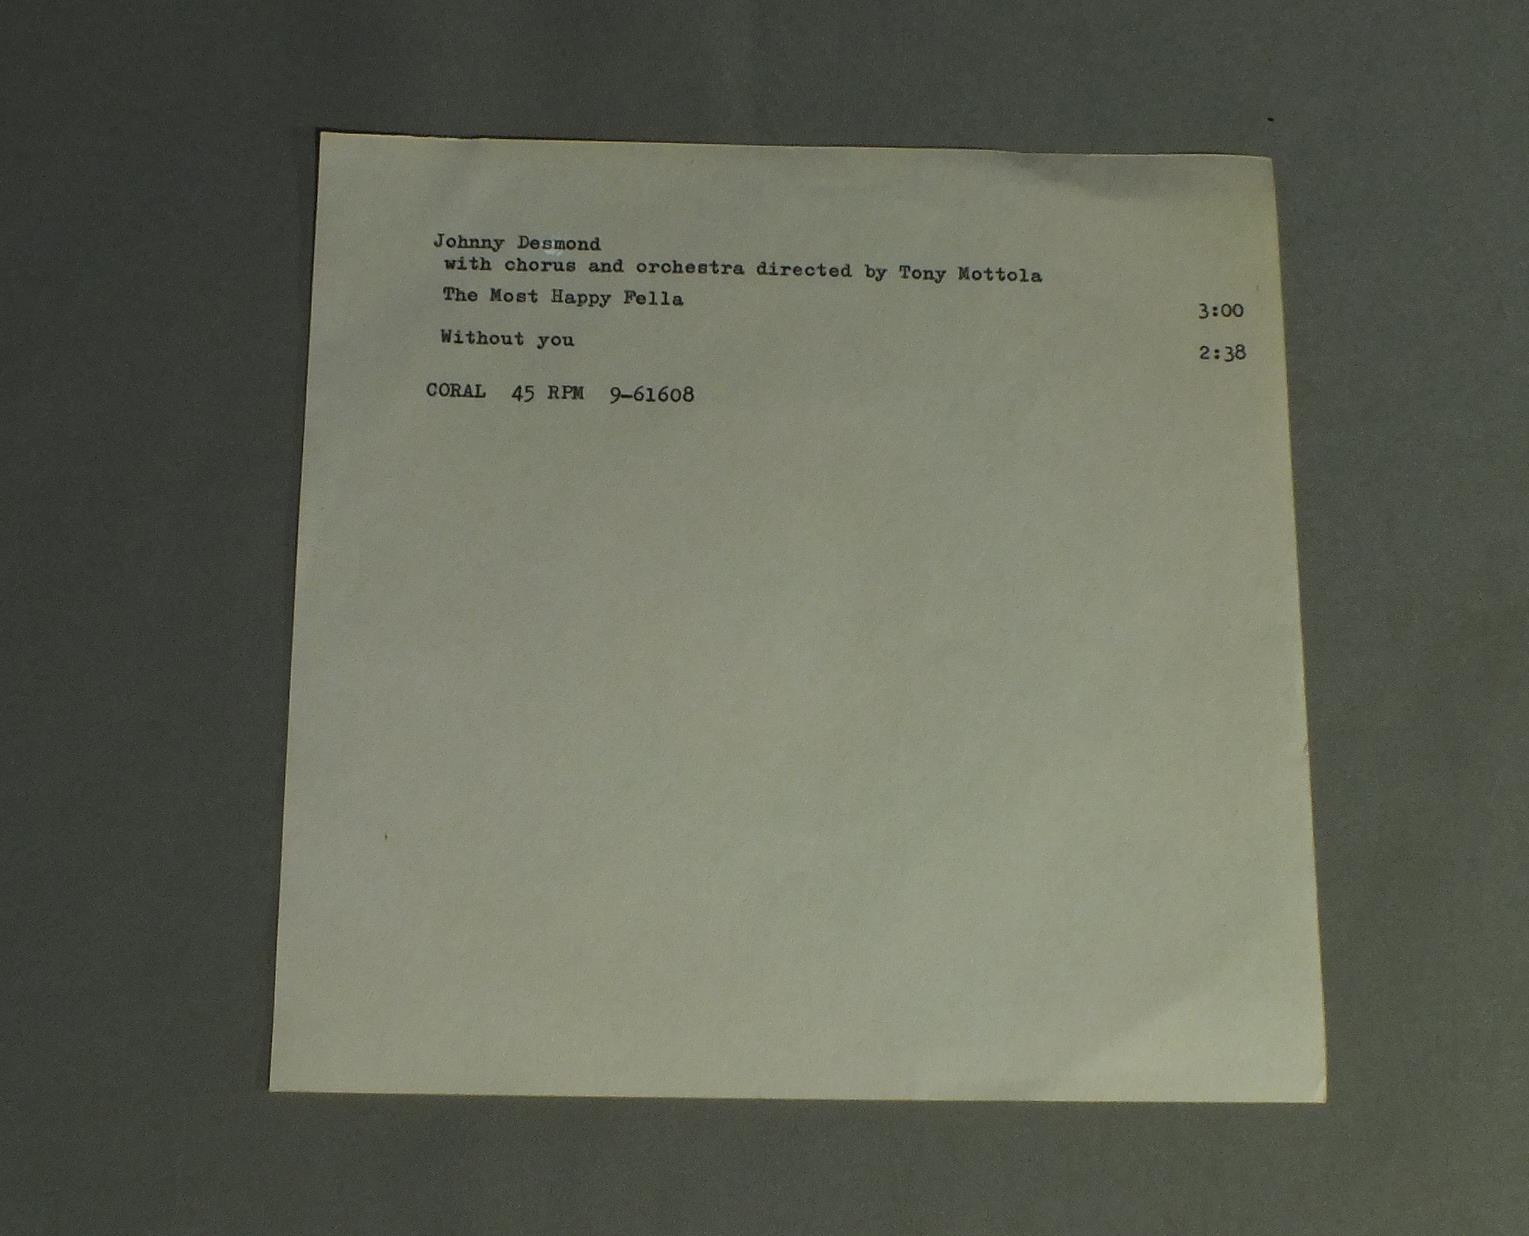 Johnny Desmond
with chorus and orchestra directed by Tony Mottola
The Most Happy Fella 3:00
Without you 2:38
CORAL 45 RPM 9-61608